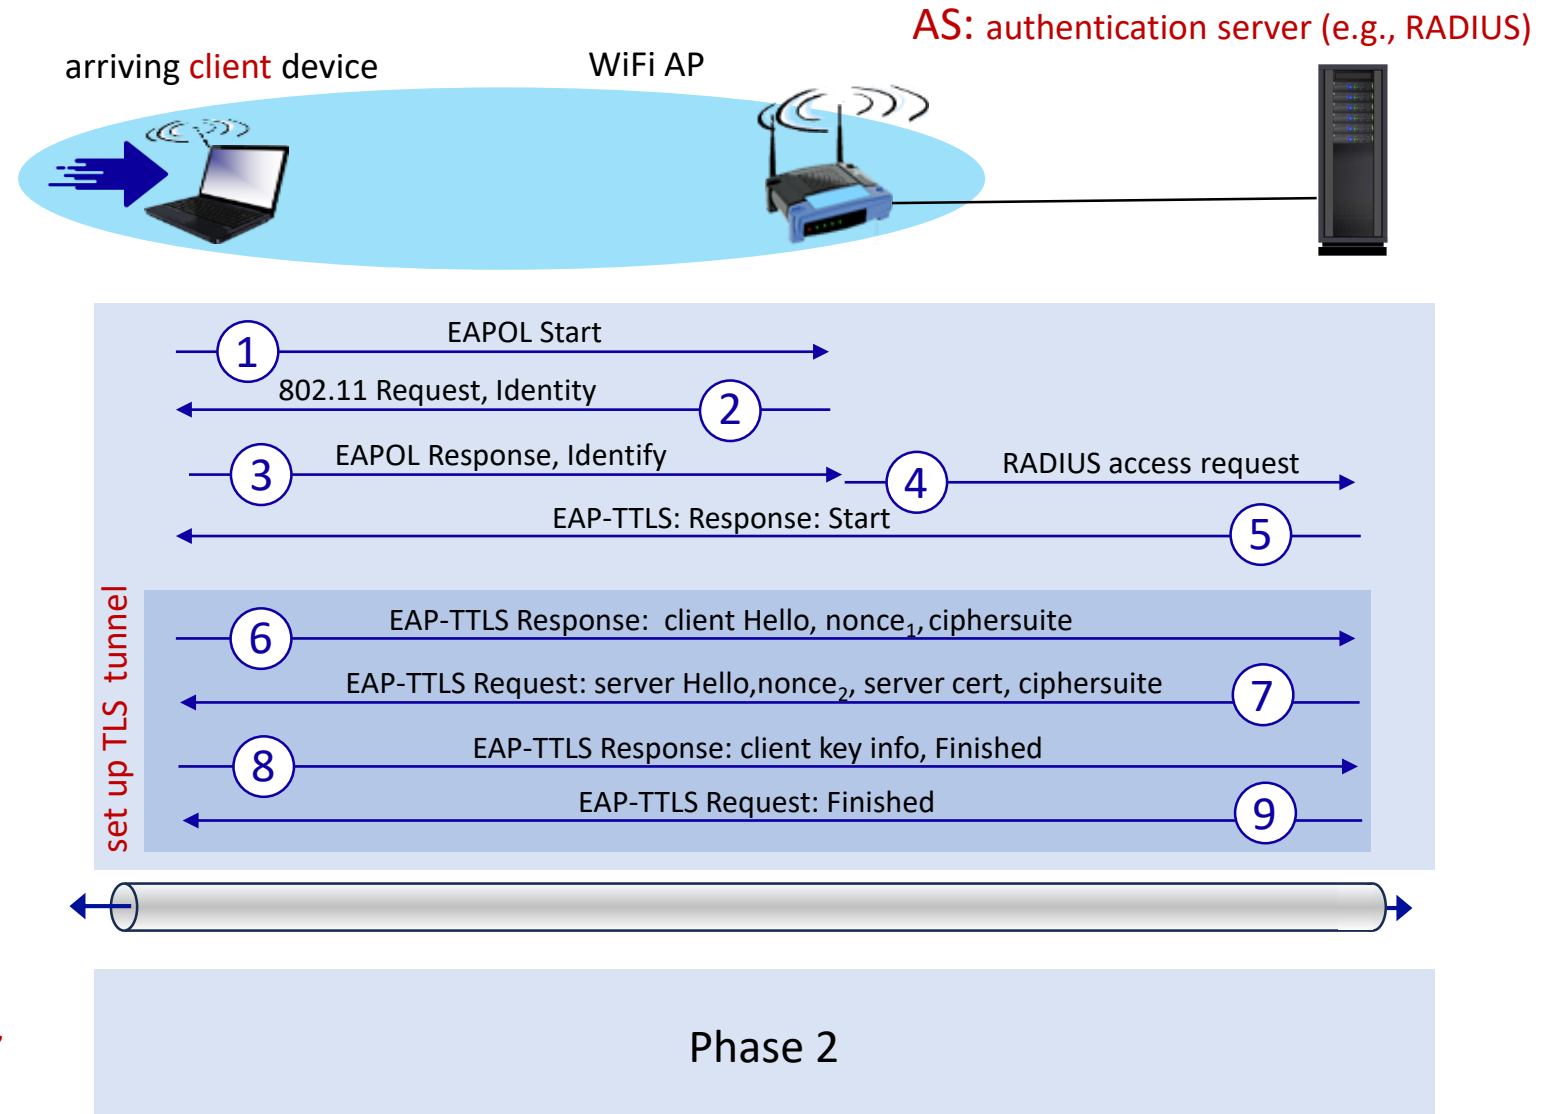 AS: authentication server (e.g., RADIUS)
arriving client device
WiFi AP
1
EAPOL Start
802.11 Request, Identity
2
3
EAPOL Response, Identify
4
RADIUS access request
EAP-TTLS: Response: Start
5
set up TLS tunnel
6
EAP-TTLS Response: client Hello, nonce₁, ciphersuite
EAP-TTLS Request: server Hello,nonce₂, server cert, ciphersuite
7
8
EAP-TTLS Response: client key info, Finished
EAP-TTLS Request: Finished
9
Phase 2